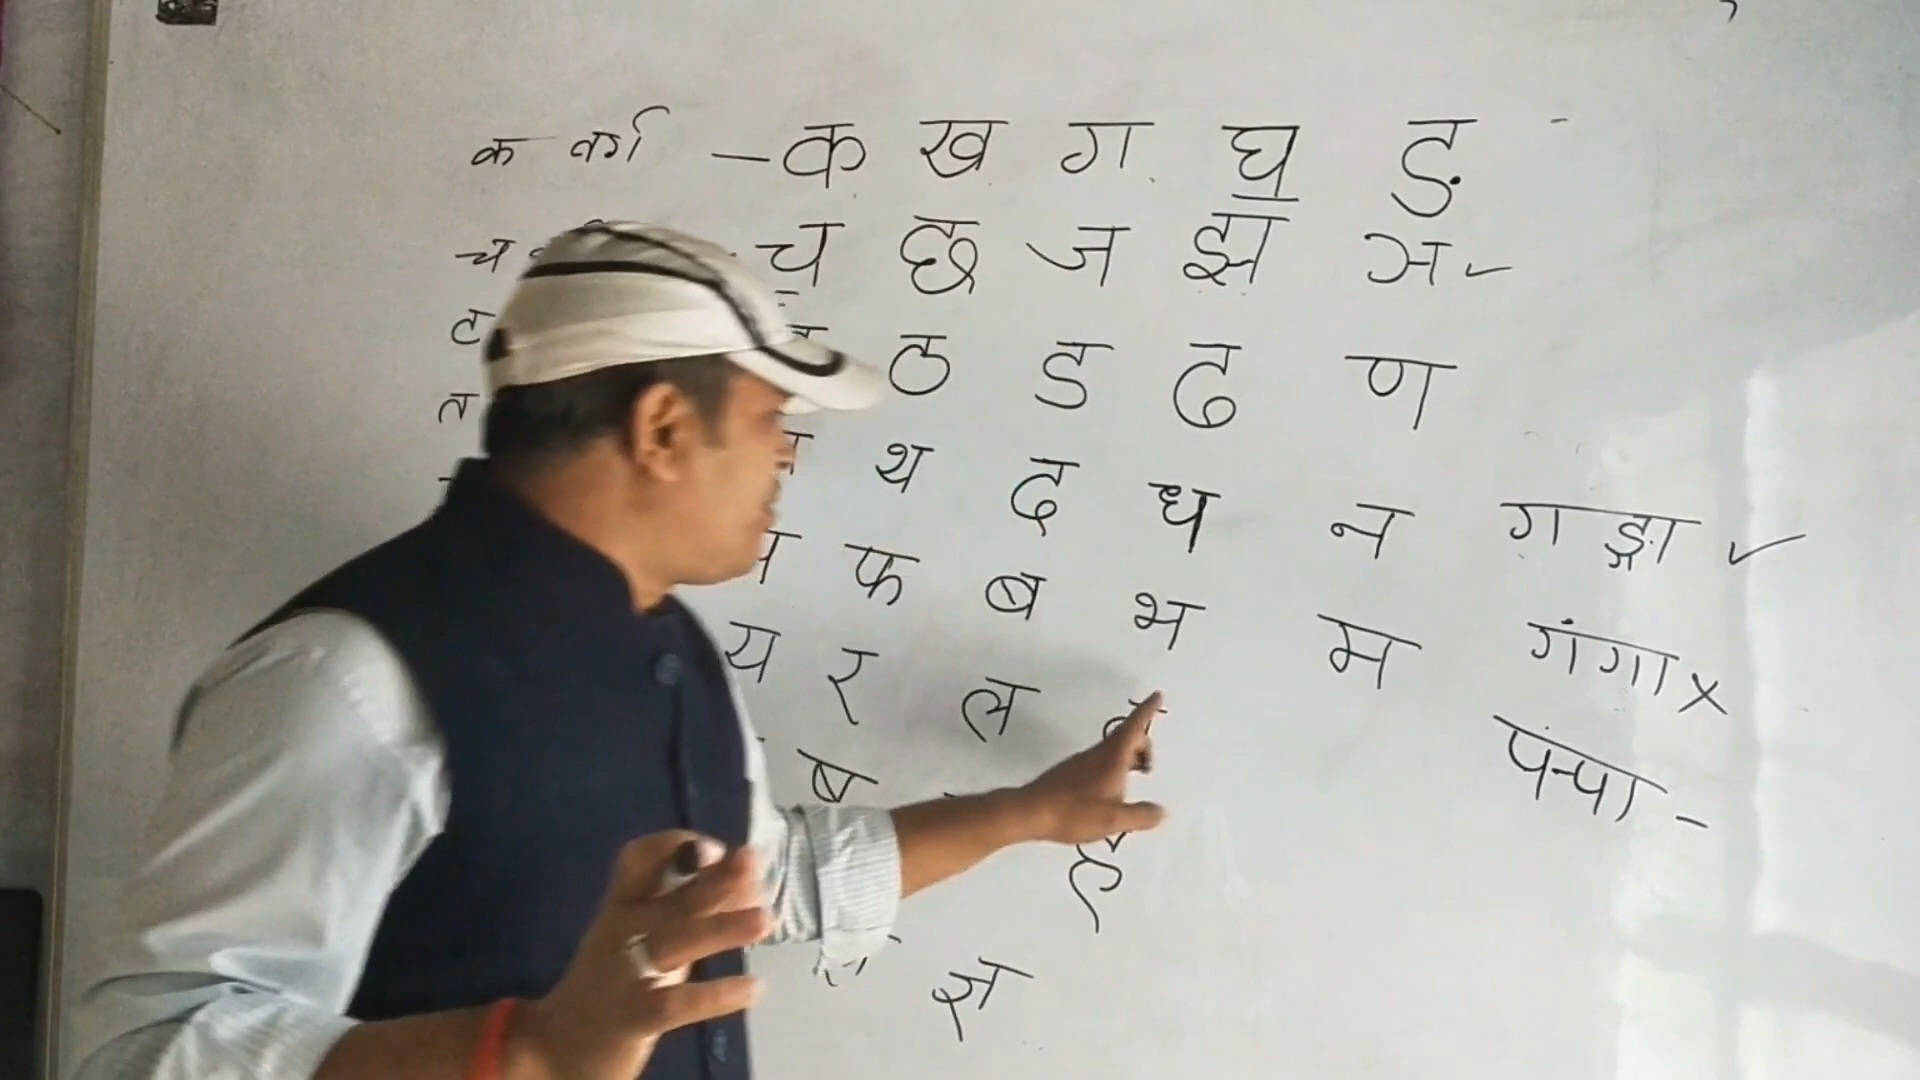 क वर्ग – क ख ग घ ङ -
च च छ ज झ ञ ✓
ट ठ ड ढ ण
त थ द ध न गङ्गा ✓
फ ब भ म गंगा ×
य र ल व पन्पा -
ष
ह
ज्ञ